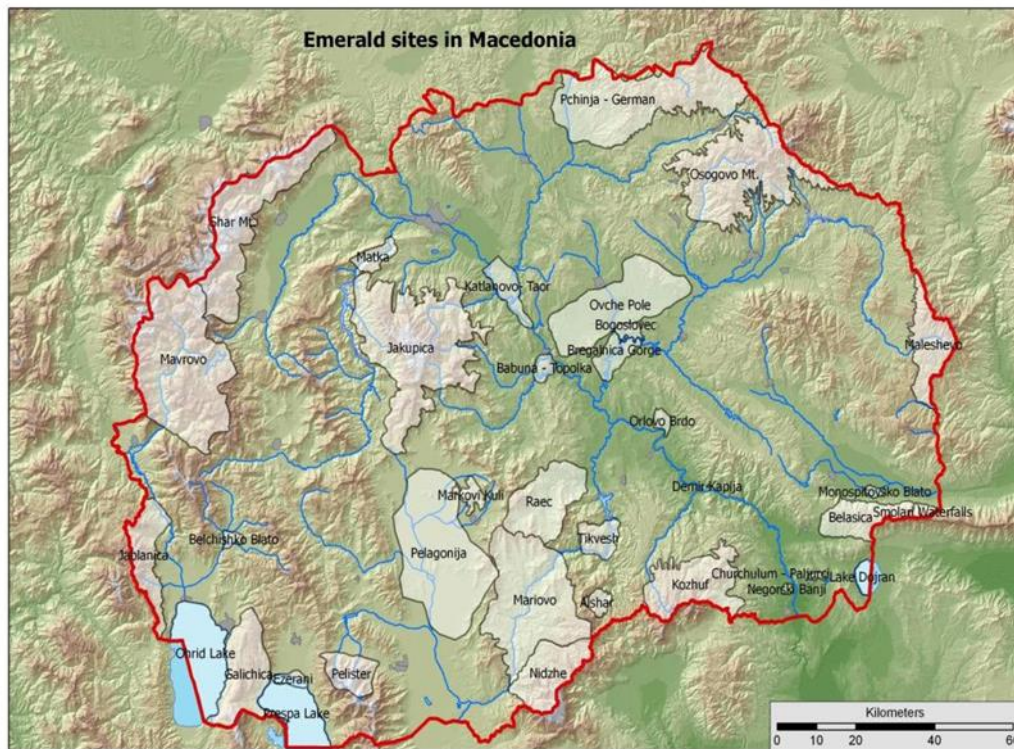 Emerald sites in Macedonia
Pchinja - German
Osogovo Mt.
Shar Mt.
Matka
Katlanovo- Taor
Ovche Pole
Bogoslovec
Bregalnica Gorge
Maleshevo
Mavrovo
Jakupica
Babuna - Topolka
Orlovo Brdo
Markovi Kuli
Raec
Demir Kapija
Monospitovsko Blato
Smolari Waterfalls
Belasica
Belchishko Blato
Tikvesh
Jablanica
Pelagonija
Churchulum - Paljurci
Lake Dojran
Negorski Banji
Kozhuf
Mariovo
Alshar
Ohrid Lake
Galichica
Ezerani
Pelister
Nidzhe
Prespa Lake
Kilometers
0 10 20 40 60